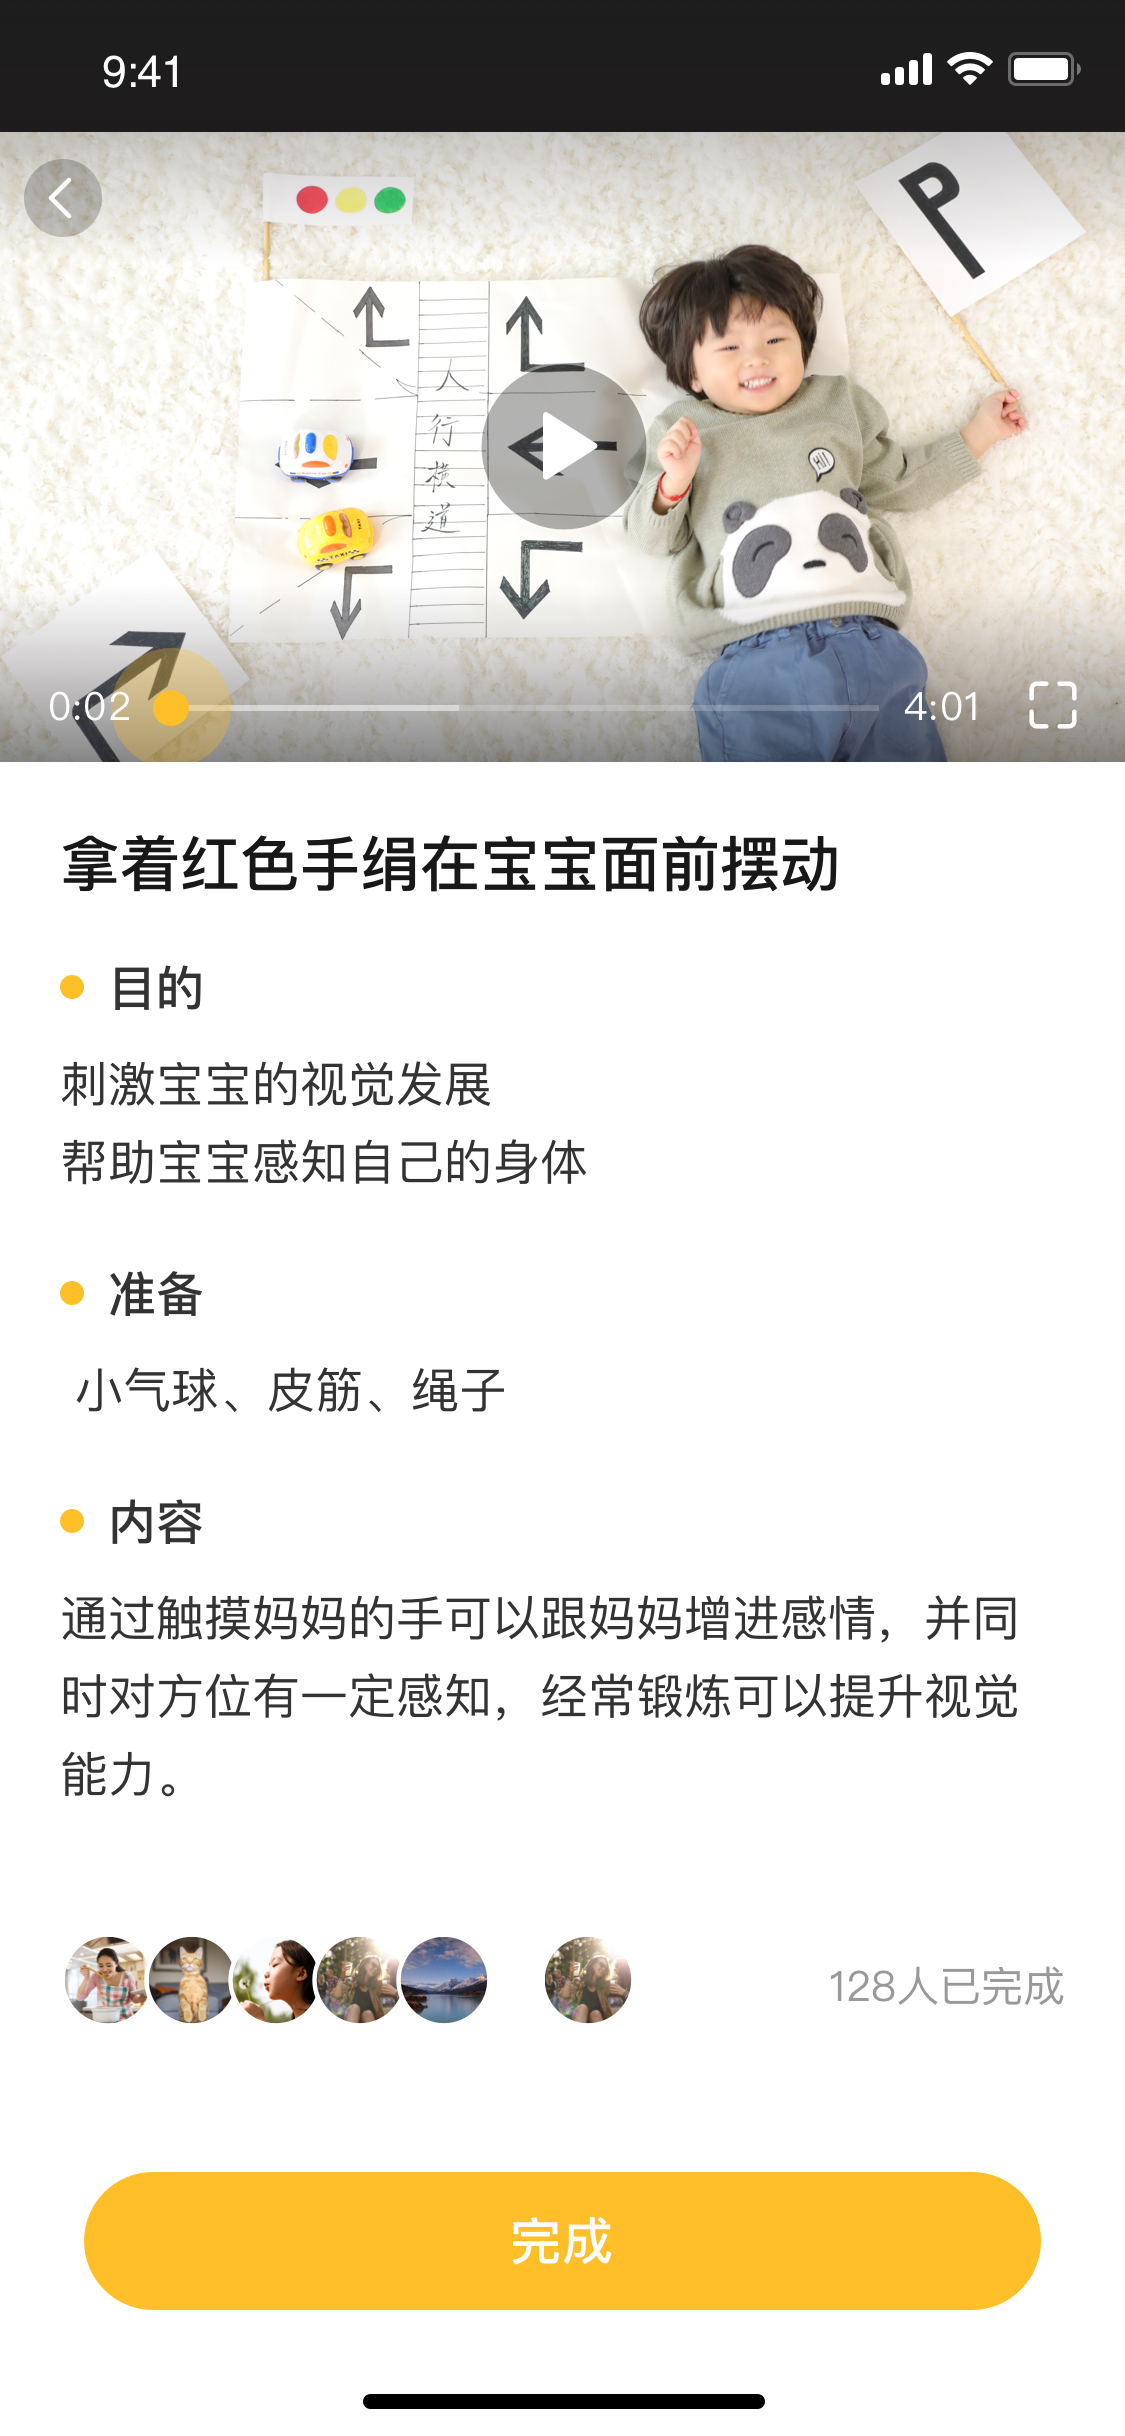 9:41
P
人
行
横
道
Hi!
TAXI
0:02
4:01
拿着红色手绢在宝宝面前摆动
目的
刺激宝宝的视觉发展
帮助宝宝感知自己的身体
准备
小气球、皮筋、绳子
内容
通过触摸妈妈的手可以跟妈妈增进感情，并同
时对方位有一定感知，经常锻炼可以提升视觉
能力。
128人已完成
完成